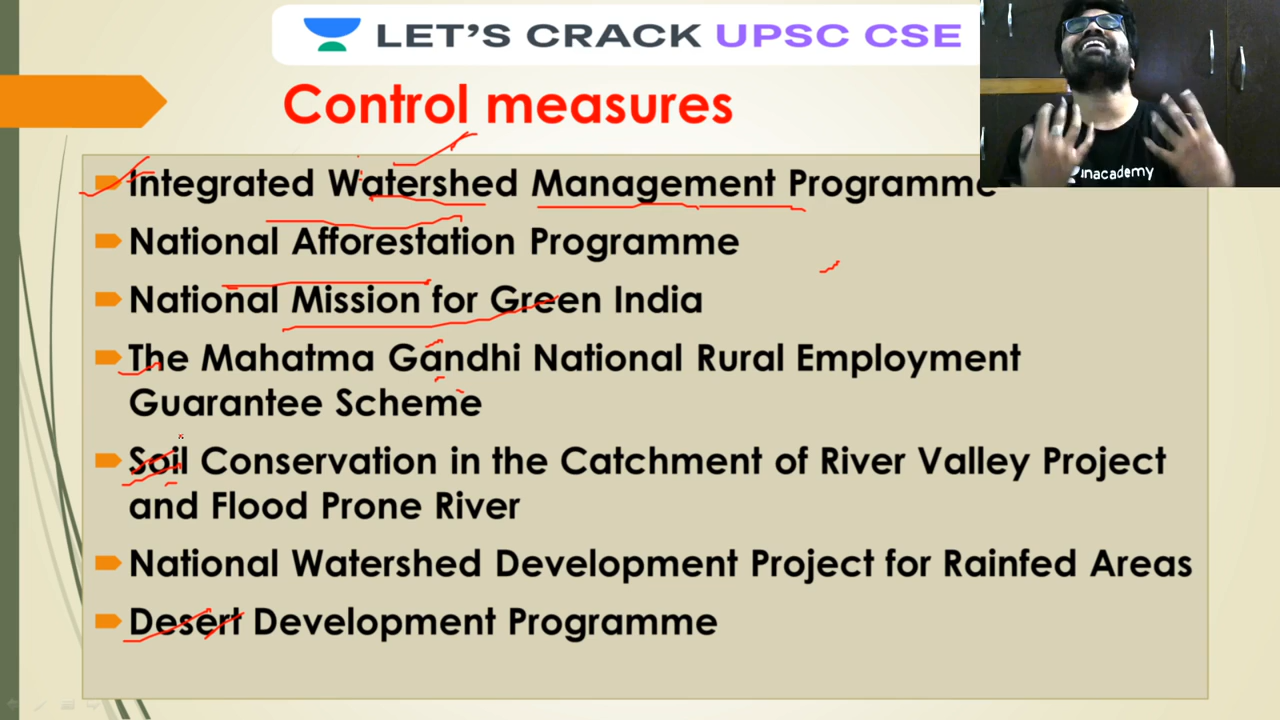 LET'S CRACK UPSC CSE
Control measures
Integrated Watershed Management Programme
National Afforestation Programme
National Mission for Green India
The Mahatma Gandhi National Rural Employment
Guarantee Scheme
Soil Conservation in the Catchment of River Valley Project
and Flood Prone River
National Watershed Development Project for Rainfed Areas
Desert Development Programme
unacademy